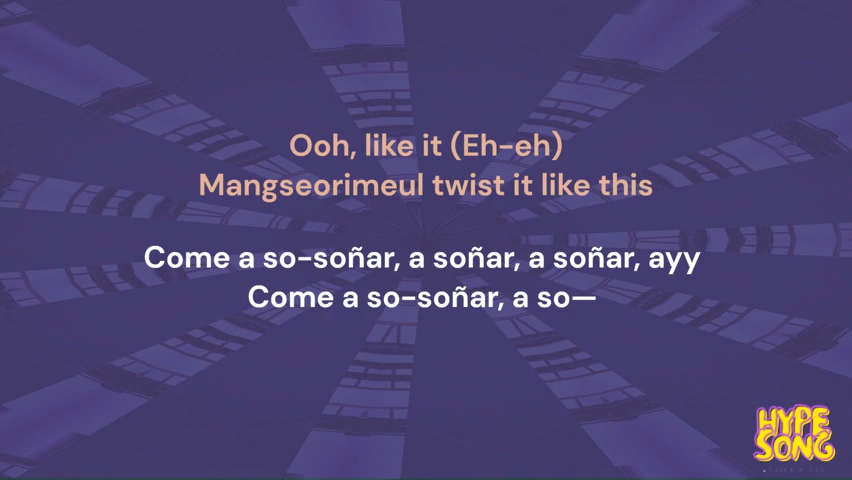 Ooh, like it (Eh-eh)
Mangseorimeul twist it like this
Come a so-soñar, a soñar, a soñar, ayy
Come a so-soñar, a so—
HYPE
SONG